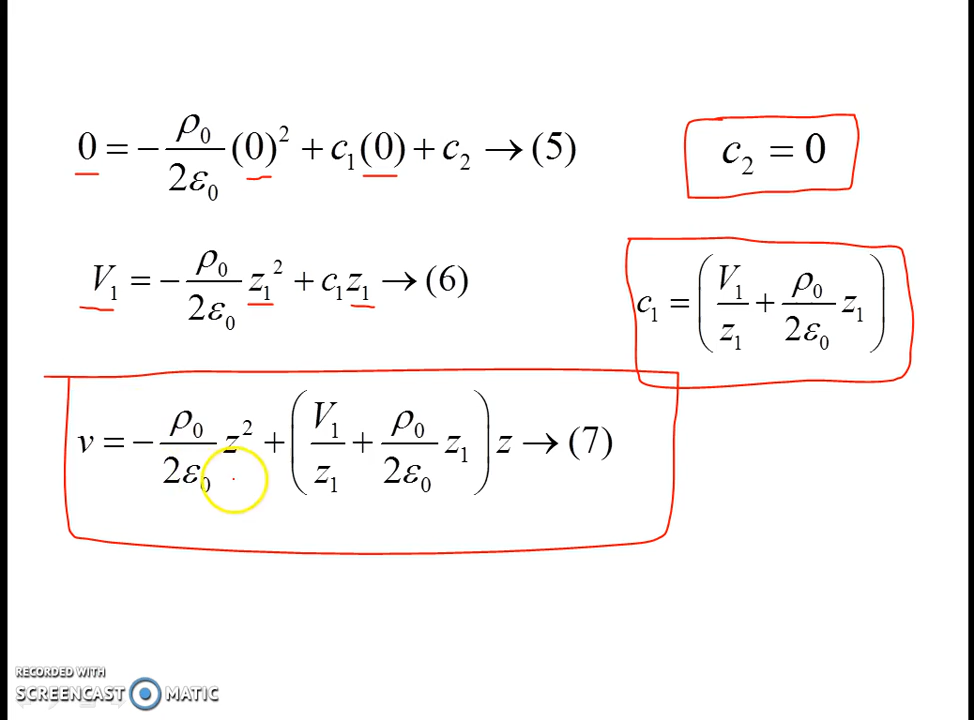 0 = −ρ₀/2ε₀ (0)² + c₁(0) + c₂ → (5)
c₂ = 0
V₁ = −ρ₀/2ε₀ z₁² + c₁z₁ → (6)
c₁ = (V₁/z₁ + ρ₀/2ε₀ z₁)
v = −ρ₀/2ε₀ z² + (V₁/z₁ + ρ₀/2ε₀ z₁) z → (7)
RECORDED WITH
SCREENCAST MATIC